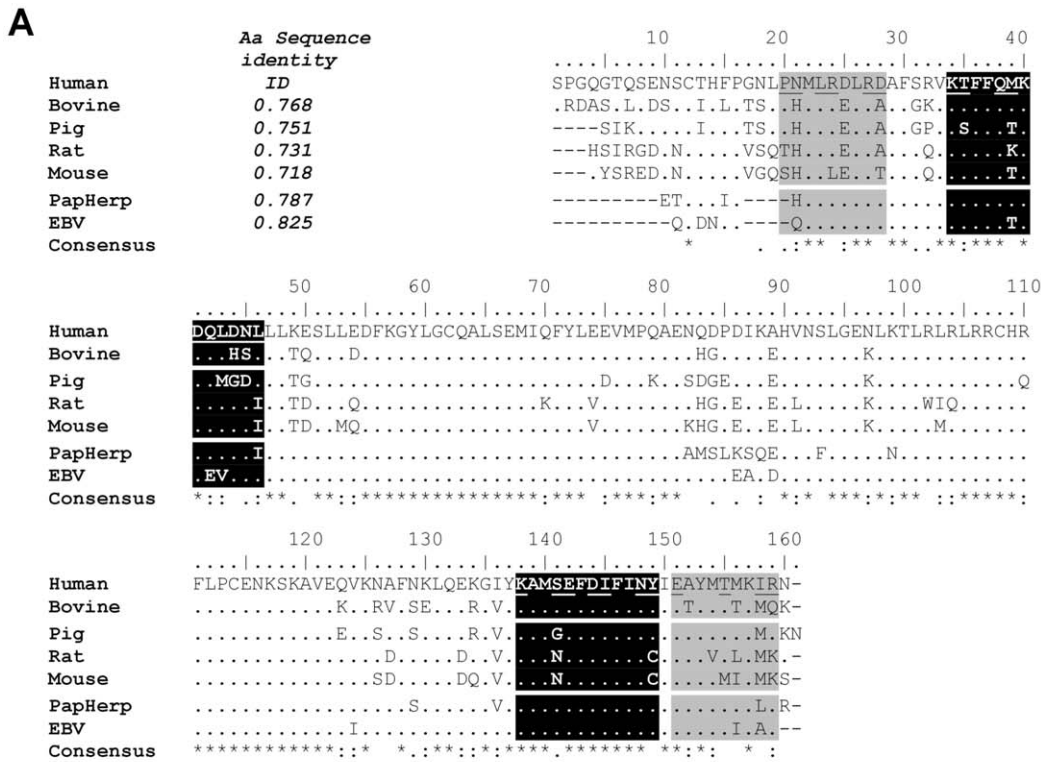 A
Aa Sequence
identity
10 20 30 40
Human ID SPGQGTQSENSCTHFPGNLPNMLRDLRDAFSRVKTFFQMK
Bovine 0.768 .RDAS.L.DS..I.L.TS..H...E..A..GK........
Pig 0.751 ----SIK.....I...TS..H...E..A..GP..S...T.
Rat 0.731 ---HSIRGD.N.....VSQTH...E..A...Q......K.
Mouse 0.718 ---.YSRED.N.....VGQSH..LE..T...Q......T.
PapHerp 0.787 ---------ET...I.----H...................
EBV 0.825 ----------Q.DN..----Q.................T.
Consensus * . .:** :** ** **.:*:*** *
50 60 70 80 90 100 110
Human DQLDNLLLKESLLEDFKGYLGCQALSEMIQFYLEEVMPQAENQDPDIKAHVNSLGENLKTLRLRLRRCHR
Bovine ...HS...TQ...D............................HG....E.......K.............
Pig ..MGD...TG........................D...K..SDGE...E.......K............Q
Rat .....I..TD...Q...............K...V........HG.E..E.L.....K....WIQ......
Mouse .....I..TD..MQ...................V.......KHG.E..E.L.....K.....M.......
PapHerp .....I...................................AMSLKSQE...F.....N...........
EBV .EV..........................................EA.D.....................
Consensus *:: .:** **::****************:***:**:** . .: * **:**.***:** :*: :*****:
120 130 140 150 160
Human FLPCENKSKAVEQVKNAFNKLQEKGIYKAMSEFDIFINYIEAYMTMKIRN-
Bovine ............K..RV.SE...R.V...............T...T.MQK-
Pig ............E..S..S....R.V....G................M.KN
Rat ................D.....D..V....N.......C....V.L.MK.-
Mouse ...............SD.....DQ.V....N.......C.....MI.MKS-
PapHerp ..................S......V.....................L.R-
EBV .............I...............................I.A.--
Consensus ************::* *.:**:**:*:***.*******:** *:* * *: